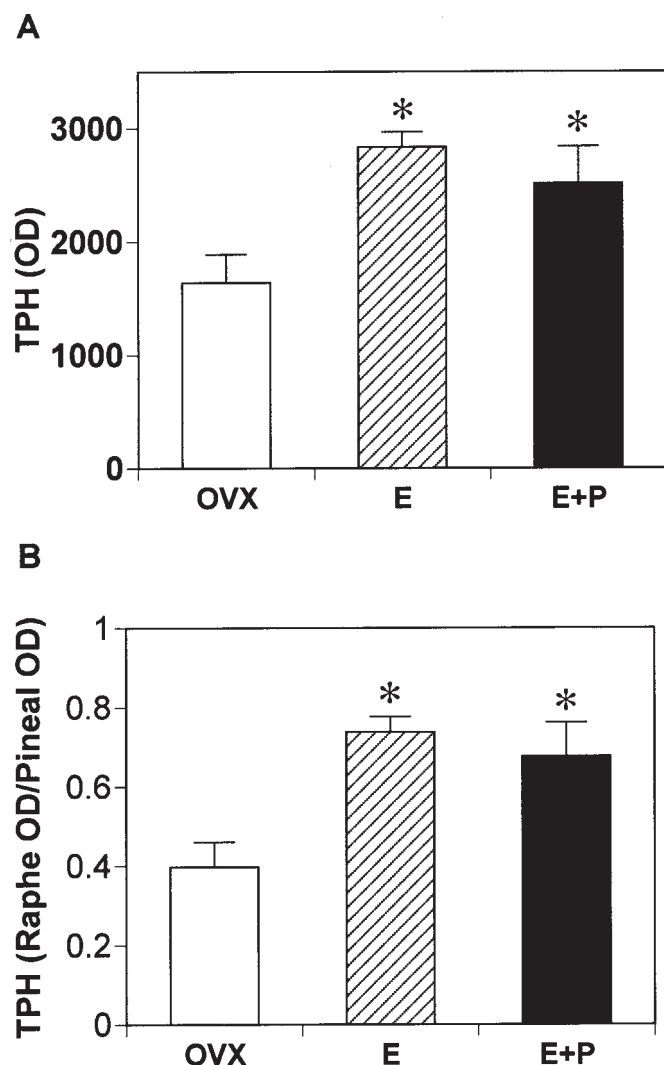 A
TPH (OD)
3000
2000
1000
0
*
*
OVX E E+P
B
TPH (Raphe OD/Pineal OD)
1
0.8
0.6
0.4
0.2
0
*
*
OVX E E+P